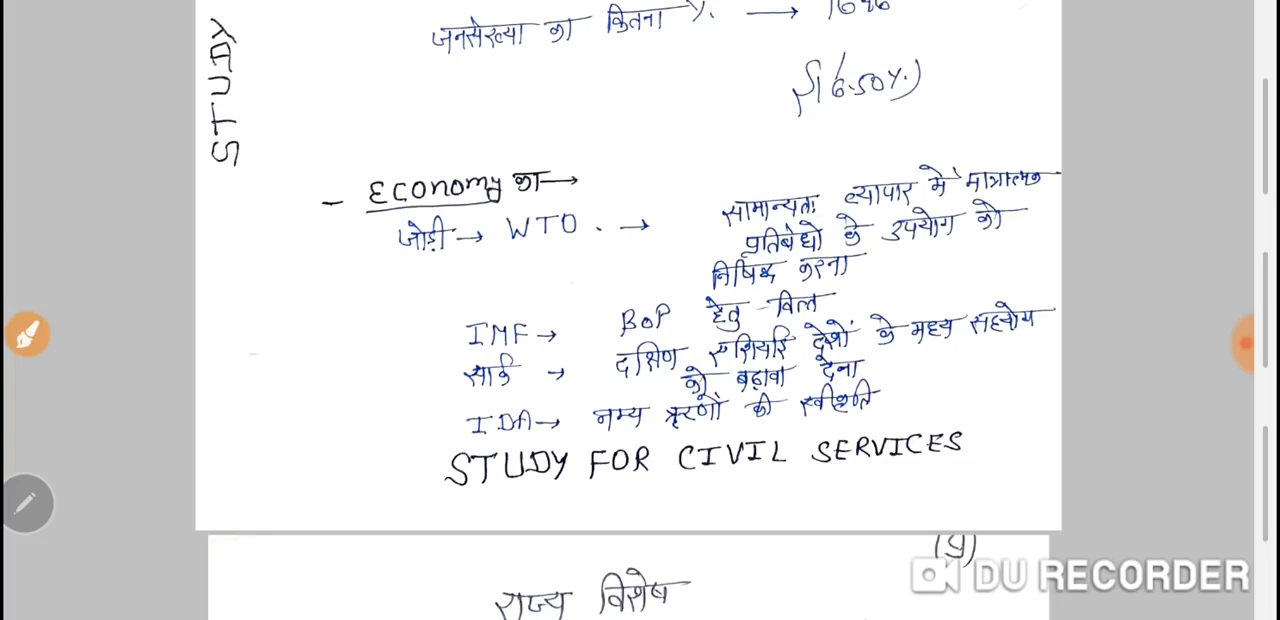 STUDY
जनसंख्या का कितना %. → 16%
(16.50%)
- Economy का →
जोड़ी → WTO. → सामान्यतः व्यापार में मात्रात्मक
प्रतिबंधो के उपयोग को
निषिध करना
IMF → BOP हेतु - वित्त
सार्क → दक्षिण एशियाई देशों के मध्य सहयोग
को बढ़ावा देना
IDA → नम्य ऋणों की स्वीकृति
STUDY FOR CIVIL SERVICES
(9)
राज्य विशेष
DU RECORDER